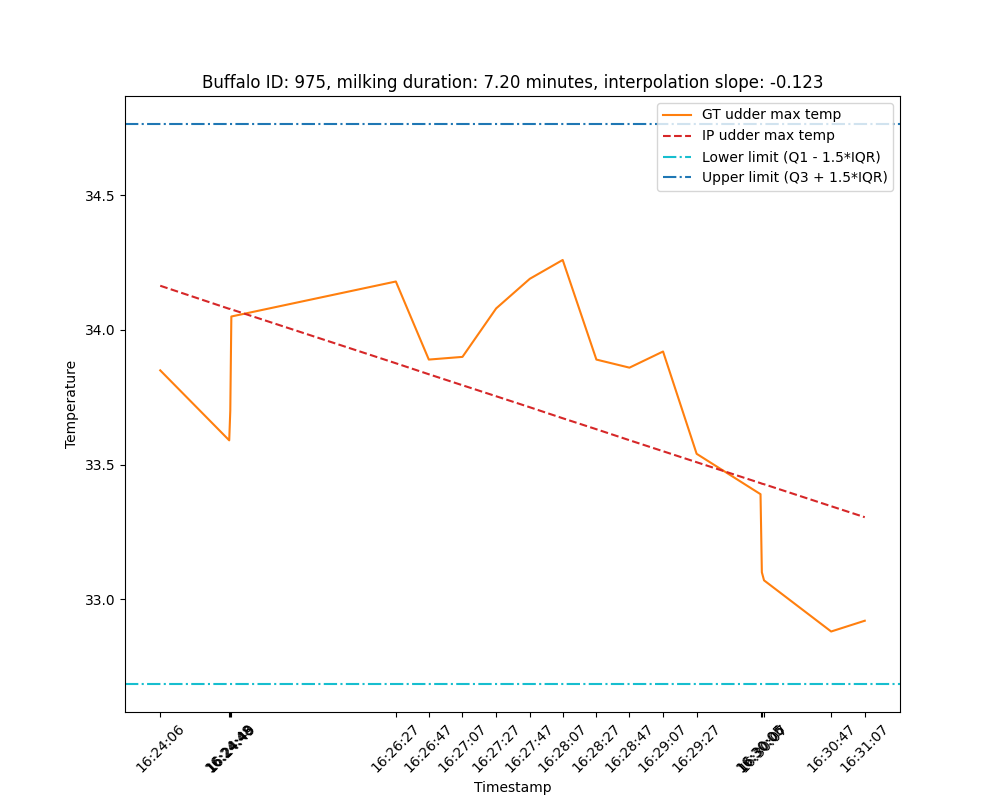 Buffalo ID: 975, milking duration: 7.20 minutes, interpolation slope: -0.123
GT udder max temp
IP udder max temp
Lower limit (Q1 - 1.5*IQR)
Upper limit (Q3 + 1.5*IQR)
34.5
34.0
33.5
33.0
Temperature
16:24:06
16:26:27
16:26:47
16:27:07
16:27:27
16:27:47
16:28:07
16:28:27
16:28:47
16:29:07
16:29:27
16:30:47
16:31:07
Timestamp